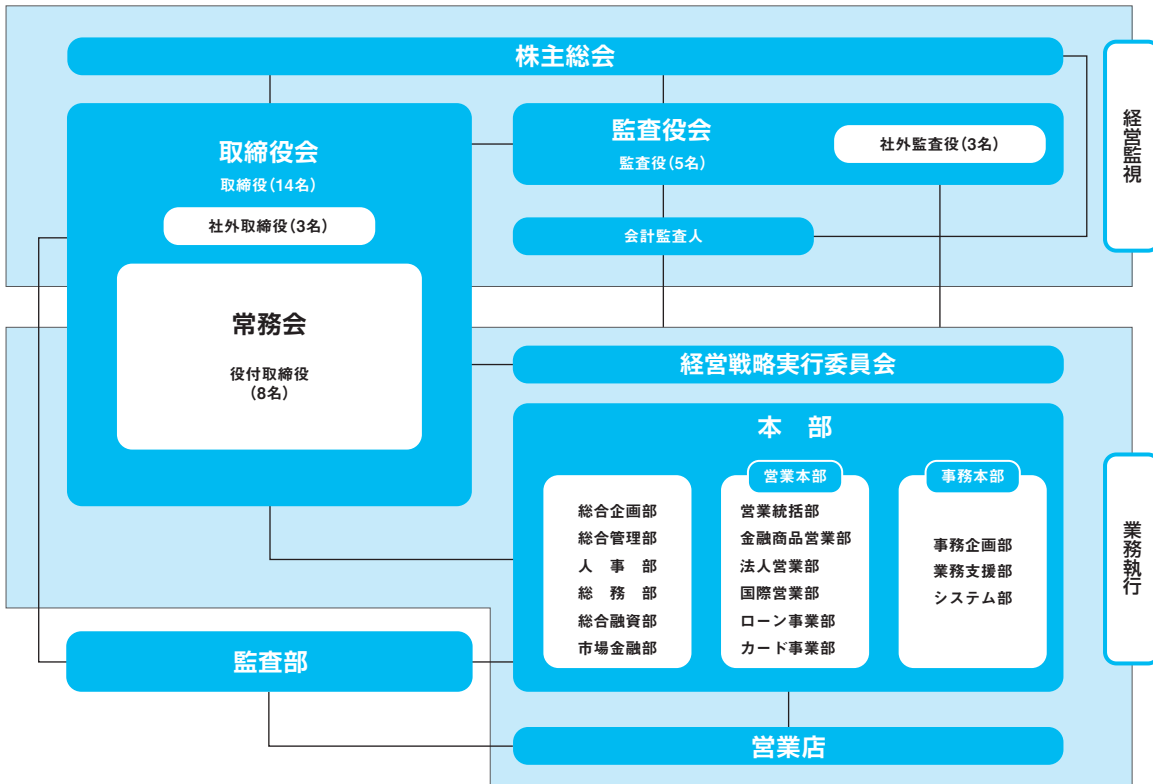 株主総会
経営監視
取締役会
取締役(14名)
社外取締役(3名)
監査役会
監査役(5名)
社外監査役(3名)
会計監査人
常務会
役付取締役
(8名)
経営戦略実行委員会
本　部
総合企画部
総合管理部
人　事　部
総　務　部
総合融資部
市場金融部
営業本部
営業統括部
金融商品営業部
法人営業部
国際営業部
ローン事業部
カード事業部
事務本部
事務企画部
業務支援部
システム部
業務執行
監査部
営業店